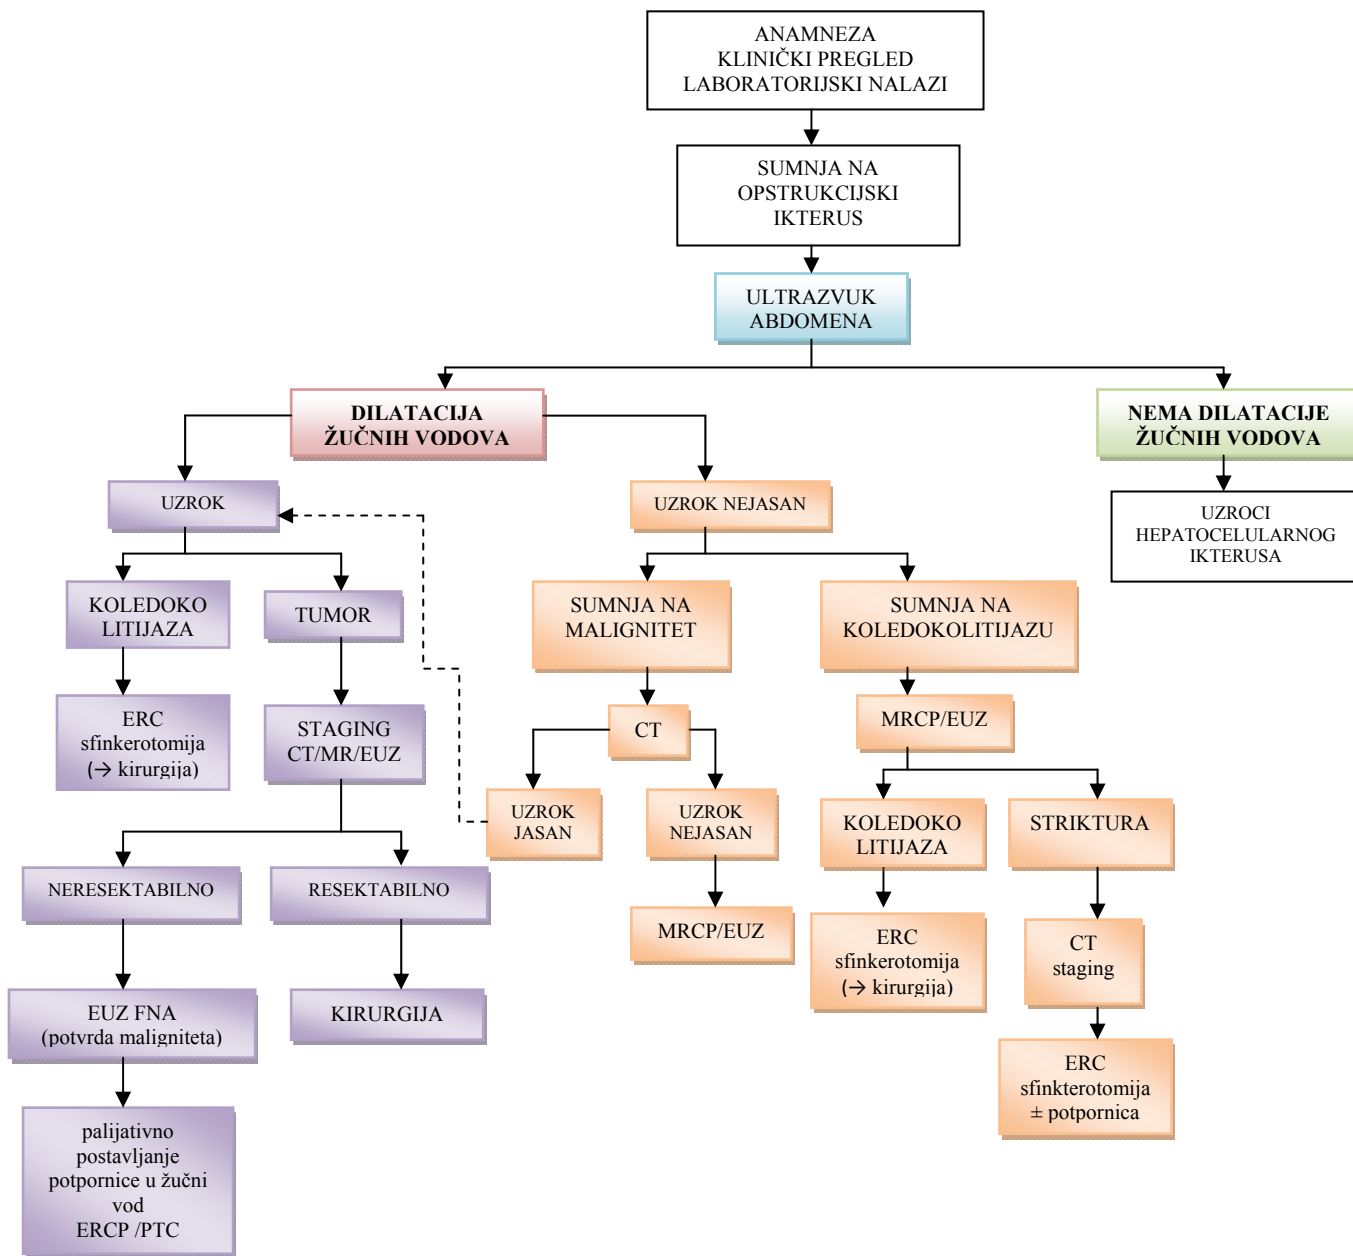 ANAMNEZA
KLINIČKI PREGLED
LABORATORIJSKI NALAZI
SUMNJA NA
OPSTRUKCIJSKI
IKTERUS
ULTRAZVUK
ABDOMENA
DILATACIJA
ŽUČNIH VODOVA
NEMA DILATACIJE
ŽUČNIH VODOVA
UZROK
UZROK NEJASAN
UZROCI
HEPATOCELULARNOG
IKTERUSA
KOLEDOKO
LITIJAZA
TUMOR
SUMNJA NA
MALIGNITET
SUMNJA NA
KOLEDOKOLITIJAZU
ERC
sfinkerotomija
(→ kirurgija)
STAGING
CT/MR/EUZ
CT
MRCP/EUZ
UZROK
JASAN
UZROK
NEJASAN
KOLEDOKO
LITIJAZA
STRIKTURA
NERESEKTABILNO
RESEKTABILNO
MRCP/EUZ
ERC
sfinkerotomija
(→ kirurgija)
CT
staging
EUZ FNA
(potvrda maligniteta)
KIRURGIJA
ERC
sfinkterotomija
± potpornica
palijativno
postavljanje
potpornice u žučni
vod
ERCP /PTC